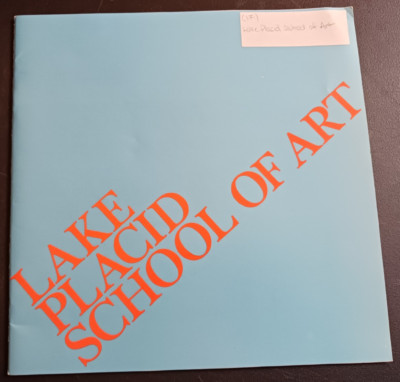 Lake Placid School of Art
LAKE
PLACID
SCHOOL OF ART